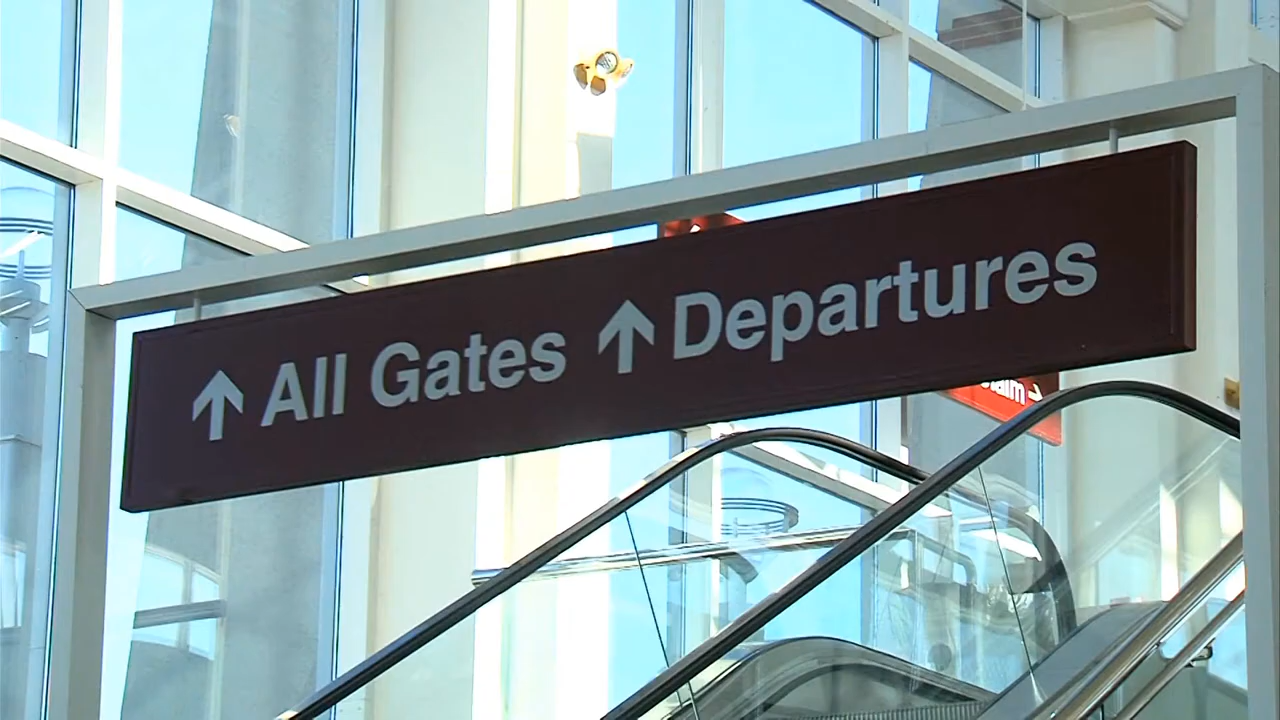 ↑ All Gates ↑ Departures